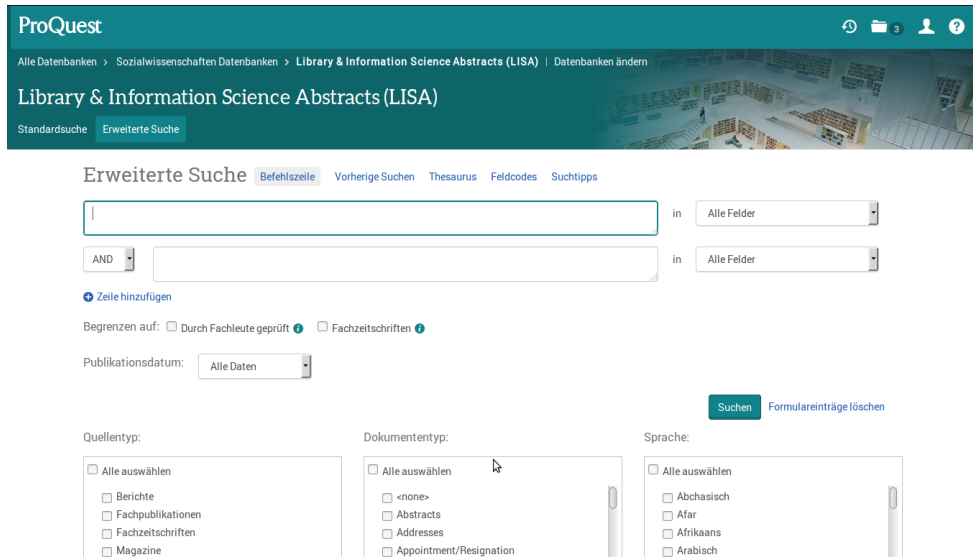 ProQuest
3
Alle Datenbanken > Sozialwissenschaften Datenbanken > Library & Information Science Abstracts (LISA) | Datenbanken ändern
Library & Information Science Abstracts (LISA)
Standardsuche Erweiterte Suche
Erweiterte Suche Befehlszeile Vorherige Suchen Thesaurus Feldcodes Suchtipps
in Alle Felder
AND in Alle Felder
Zeile hinzufügen
Begrenzen auf: Durch Fachleute geprüft Fachzeitschriften
Publikationsdatum: Alle Daten
Suchen Formulareinträge löschen
Quellentyp: Dokumententyp: Sprache:
Alle auswählen Alle auswählen Alle auswählen
Berichte <none> Abchasisch
Fachpublikationen Abstracts Afar
Fachzeitschriften Addresses Afrikaans
Magazine Appointment/Resignation Arabisch